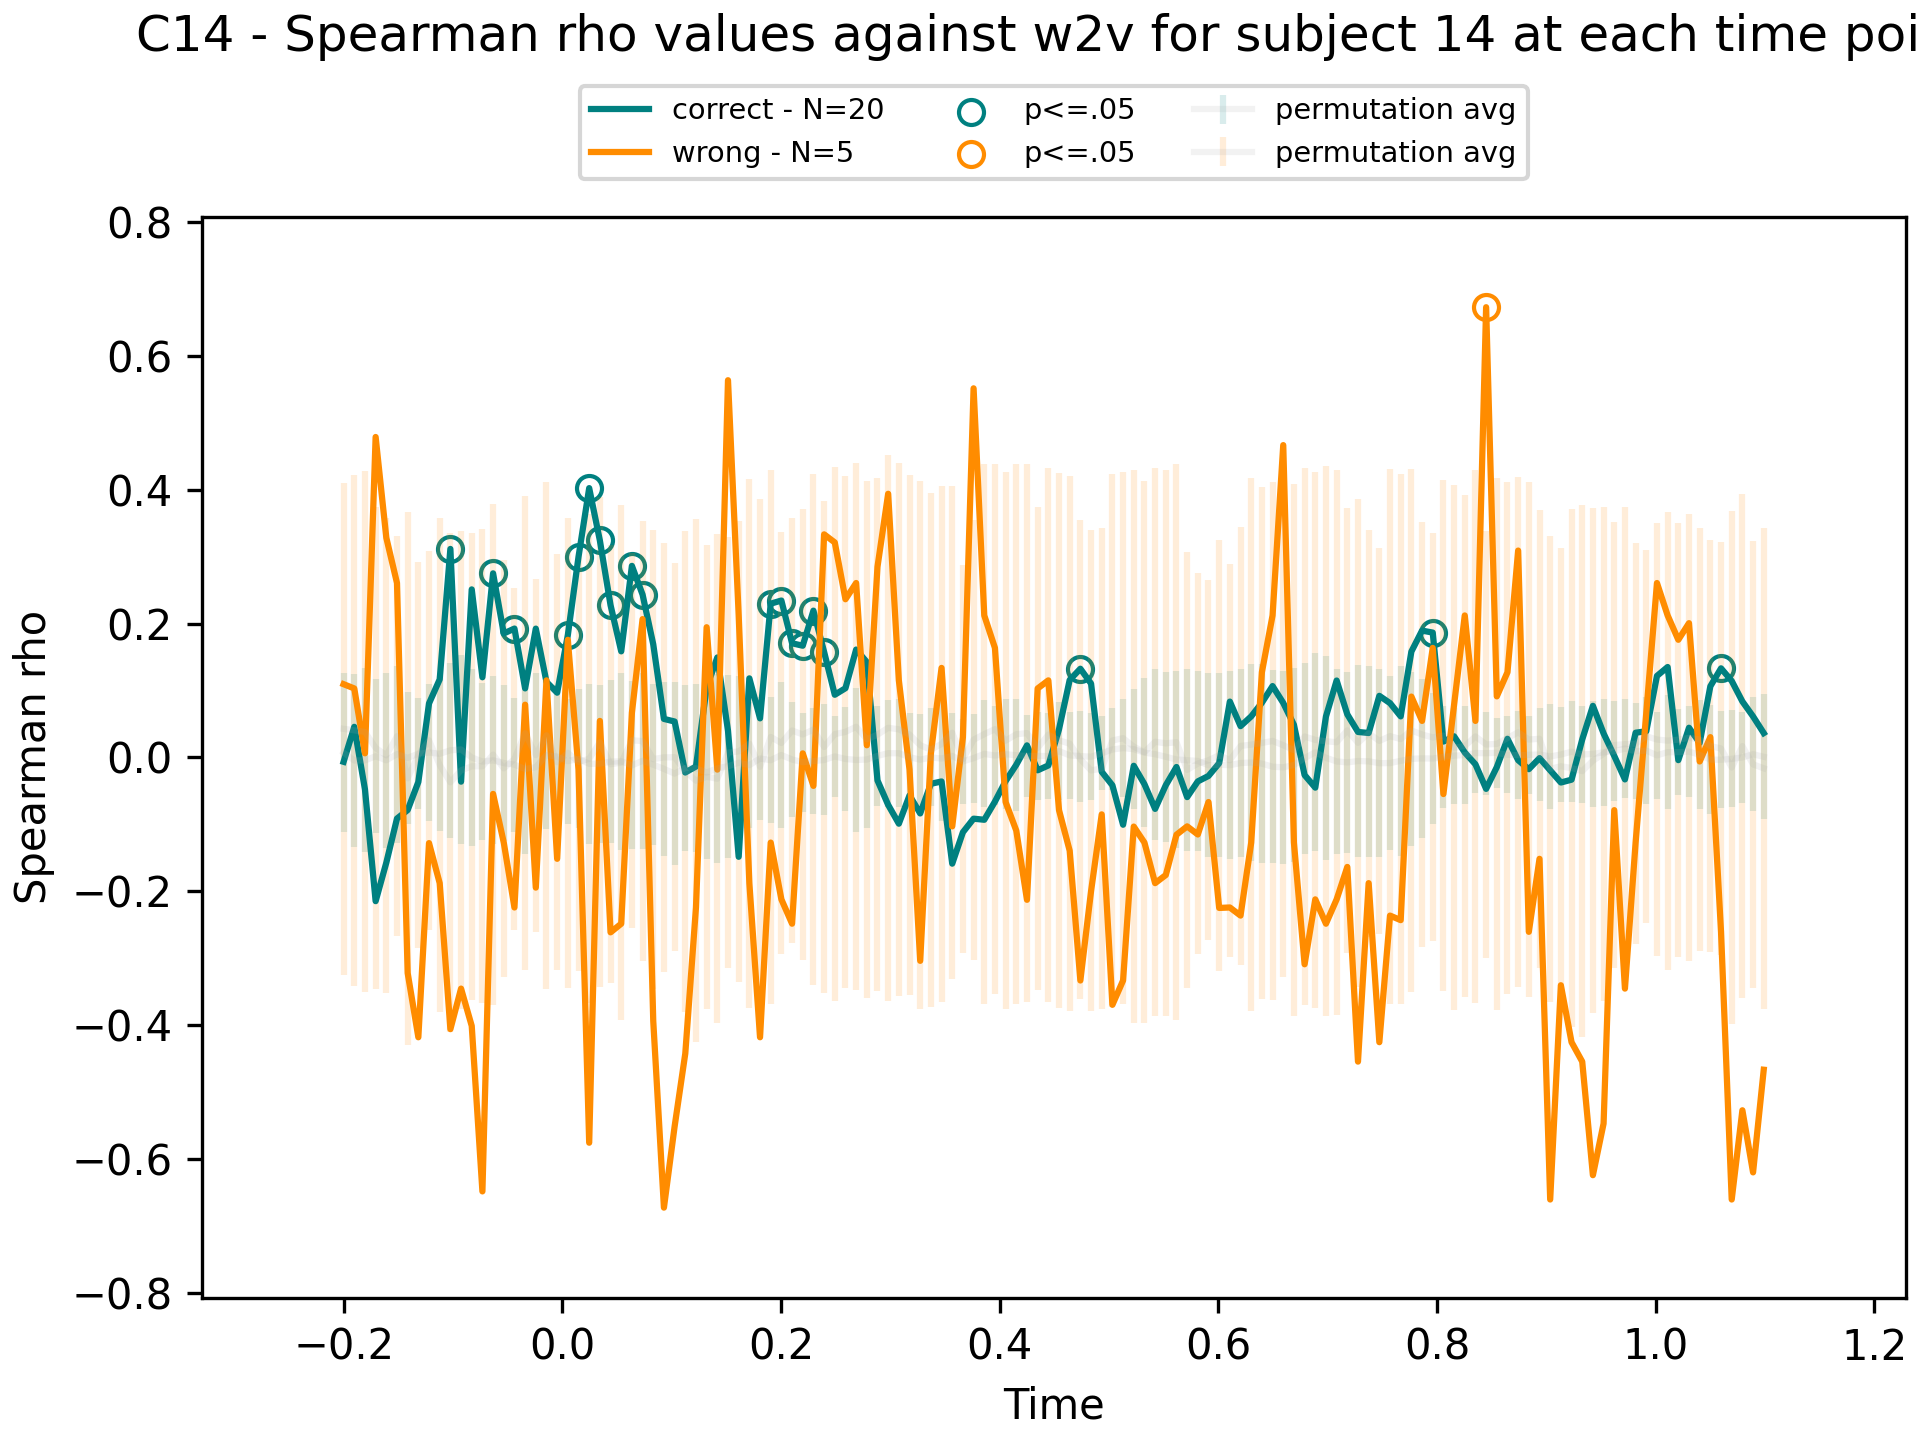 C14 - Spearman rho values against w2v for subject 14 at each time poi
correct - N=20
wrong - N=5
p<=.05
p<=.05
permutation avg
permutation avg
Spearman rho
0.8
0.6
0.4
0.2
0.0
−0.2
−0.4
−0.6
−0.8
−0.2 0.0 0.2 0.4 0.6 0.8 1.0 1.2
Time